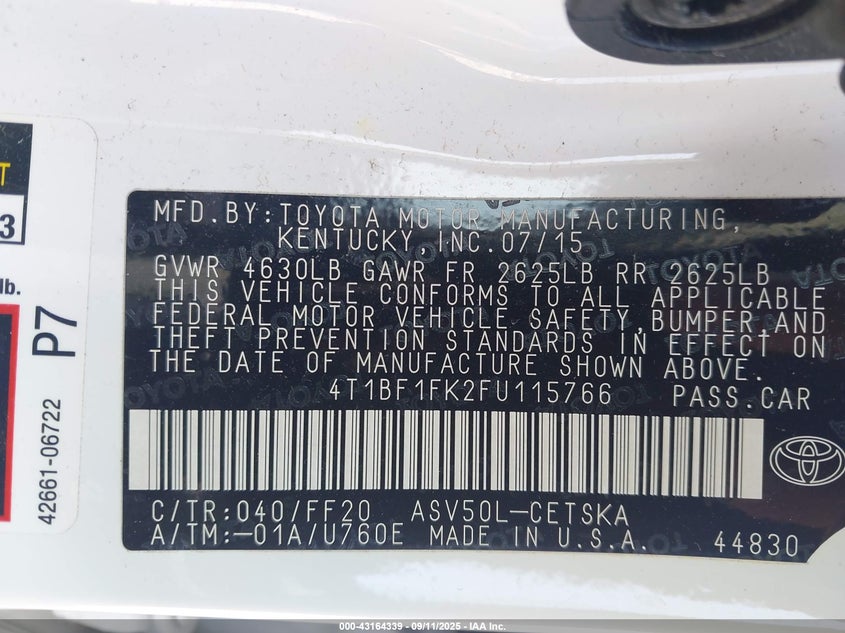 T
3
lb.
P7
42661-06722
MFD.BY:TOYOTA MOTOR MANUFACTURING,
KENTUCKY INC.07/15
GVWR 4630LB GAWR FR 2625LB RR 2625LB
THIS VEHICLE CONFORMS TO ALL APPLICABLE
FEDERAL MOTOR VEHICLE SAFETY,BUMPER AND
THEFT PREVENTION STANDARDS IN EFFECT ON
THE DATE OF MANUFACTURE SHOWN ABOVE.
4T1BF1FK2FU115766 PASS.CAR
C/TR:040/FF20 ASV50L-CETSKA
A/TM:-01A/U760E MADE IN U.S.A. 44830
000-43164339 - 09/11/2025 - IAA Inc.